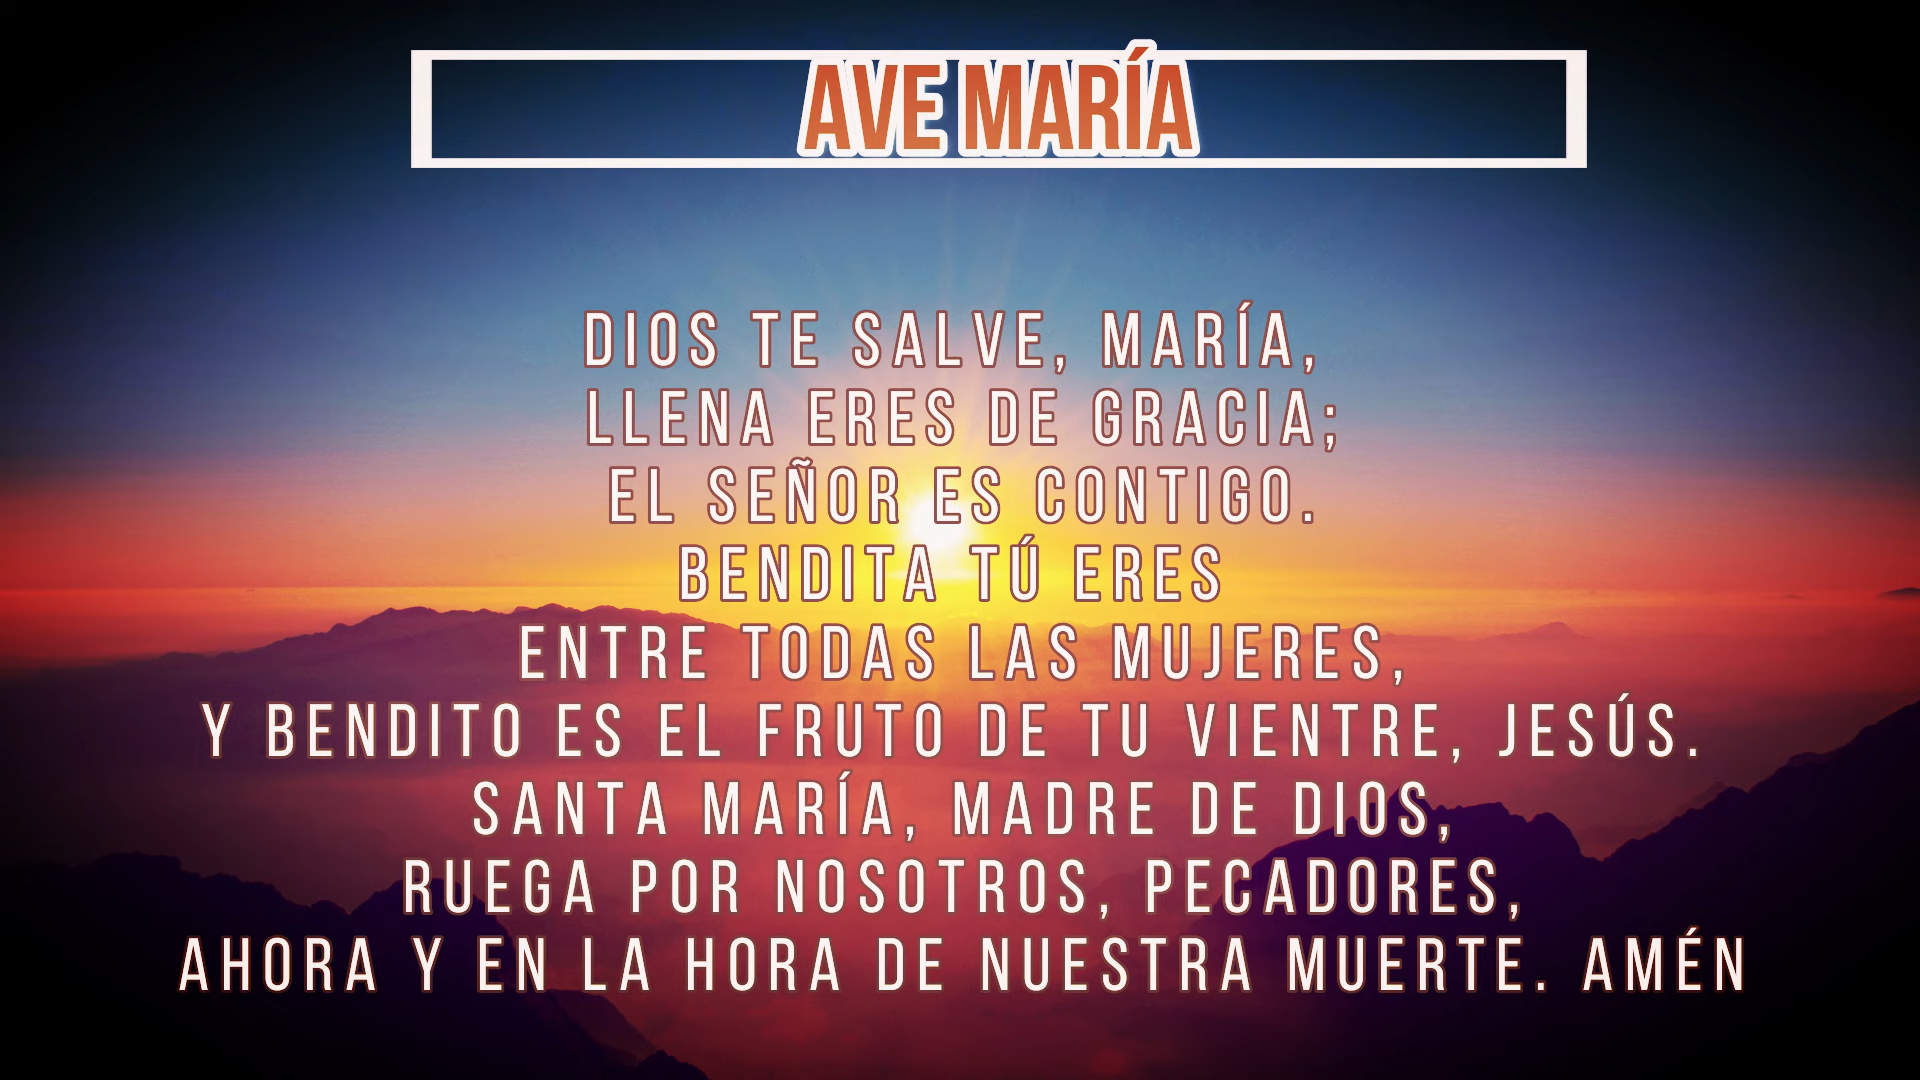 AVE MARÍA
DIOS TE SALVE, MARÍA,
LLENA ERES DE GRACIA;
EL SEÑOR ES CONTIGO.
BENDITA TÚ ERES
ENTRE TODAS LAS MUJERES,
Y BENDITO ES EL FRUTO DE TU VIENTRE, JESÚS.
SANTA MARÍA, MADRE DE DIOS,
RUEGA POR NOSOTROS, PECADORES,
AHORA Y EN LA HORA DE NUESTRA MUERTE. AMÉN